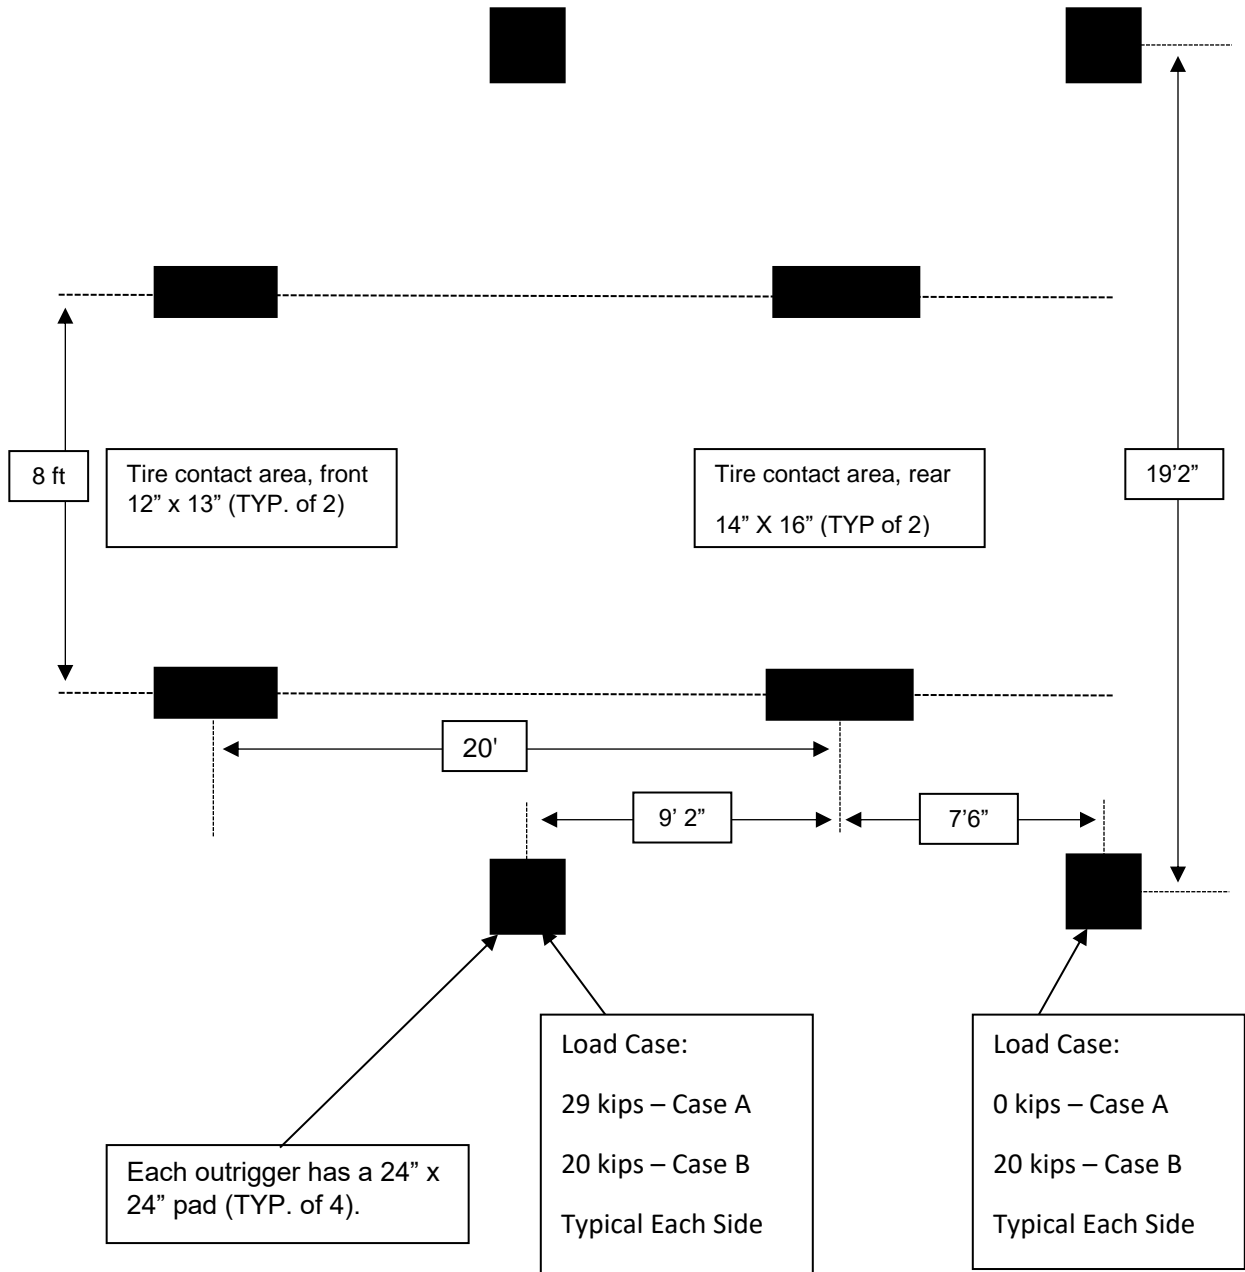 8 ft
Tire contact area, front
12” x 13” (TYP. of 2)
Tire contact area, rear
14” X 16” (TYP of 2)
19’2”
20'
9’ 2”
7’6”
Each outrigger has a 24” x
24” pad (TYP. of 4).
Load Case:
29 kips – Case A
20 kips – Case B
Typical Each Side
Load Case:
0 kips – Case A
20 kips – Case B
Typical Each Side